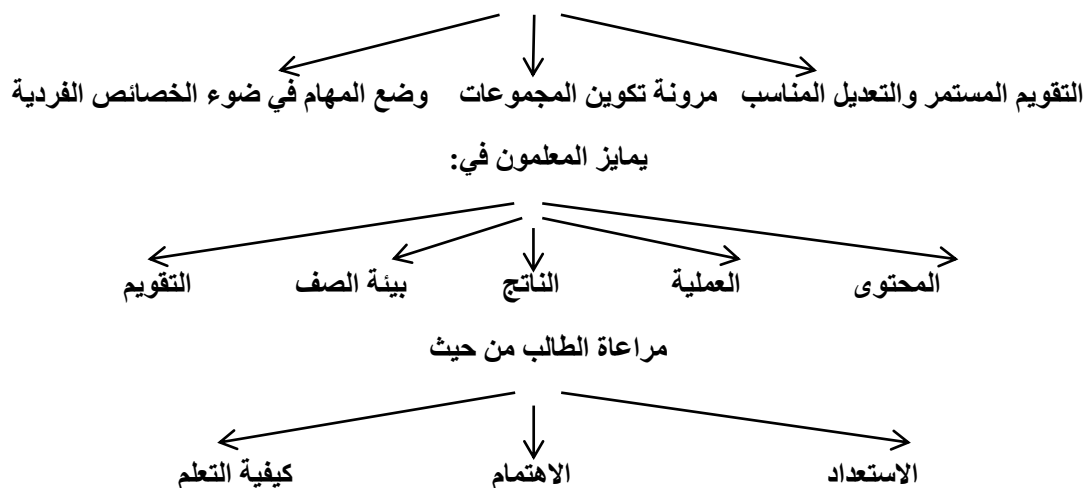 التقويم المستمر والتعديل المناسب مرونة تكوين المجموعات وضع المهام في ضوء الخصائص الفردية
يمايز المعلمون في:
المحتوى العملية الناتج بيئة الصف التقويم
مراعاة الطالب من حيث
الاستعداد الاهتمام كيفية التعلم